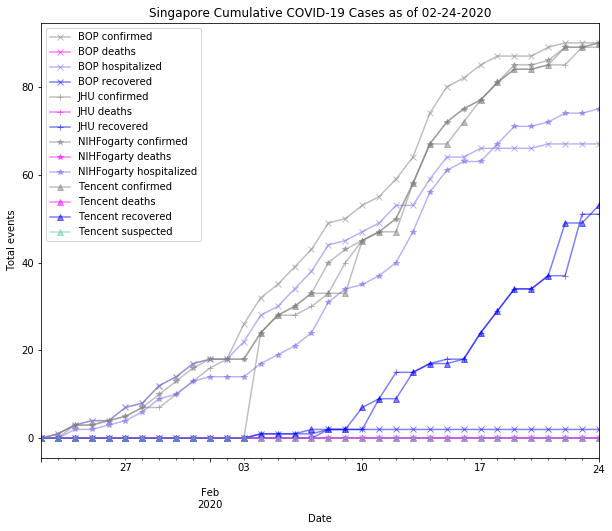 Singapore Cumulative COVID-19 Cases as of 02-24-2020
BOP confirmed
BOP deaths
BOP hospitalized
BOP recovered
JHU confirmed
JHU deaths
JHU recovered
NIHFogarty confirmed
NIHFogarty deaths
NIHFogarty hospitalized
Tencent confirmed
Tencent deaths
Tencent recovered
Tencent suspected
Total events
80
60
40
20
0
27
03
10
17
24
Feb
2020
Date